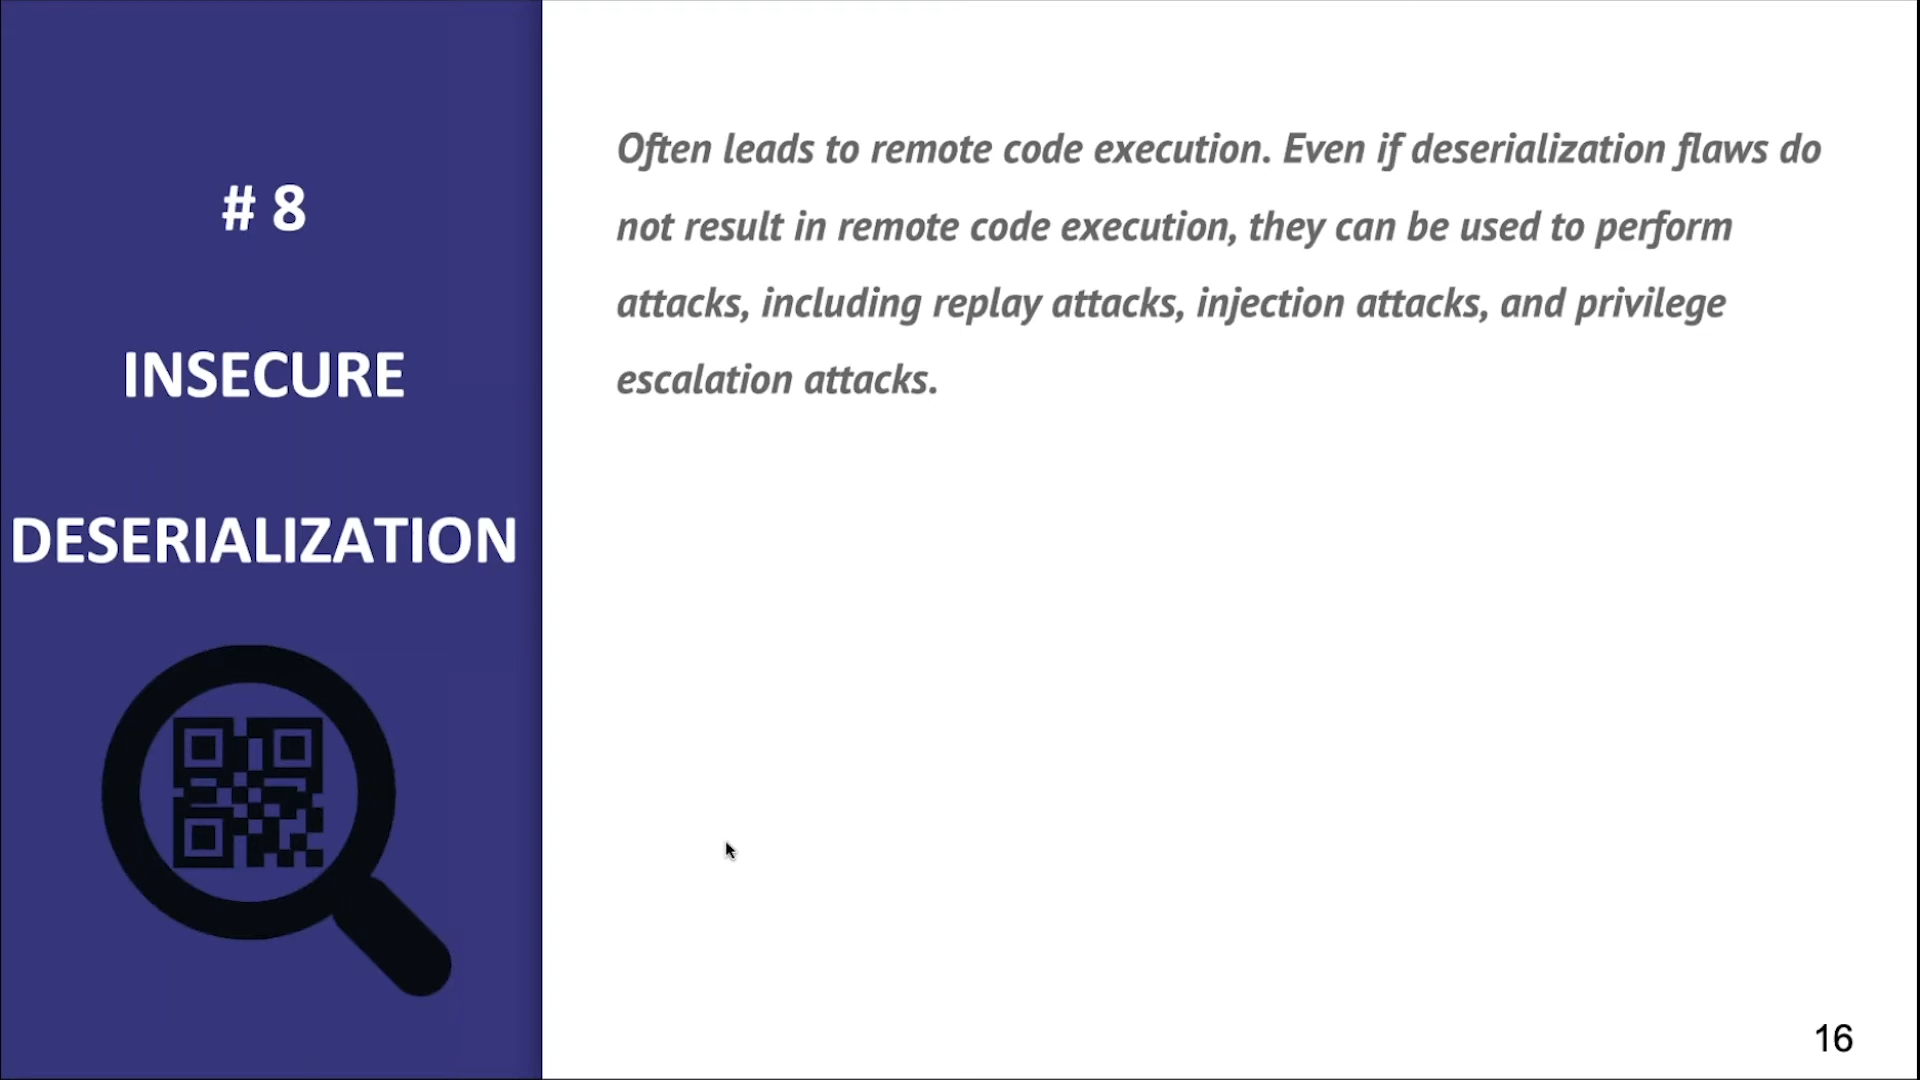 # 8
INSECURE
DESERIALIZATION
Often leads to remote code execution. Even if deserialization flaws do
not result in remote code execution, they can be used to perform
attacks, including replay attacks, injection attacks, and privilege
escalation attacks.
16